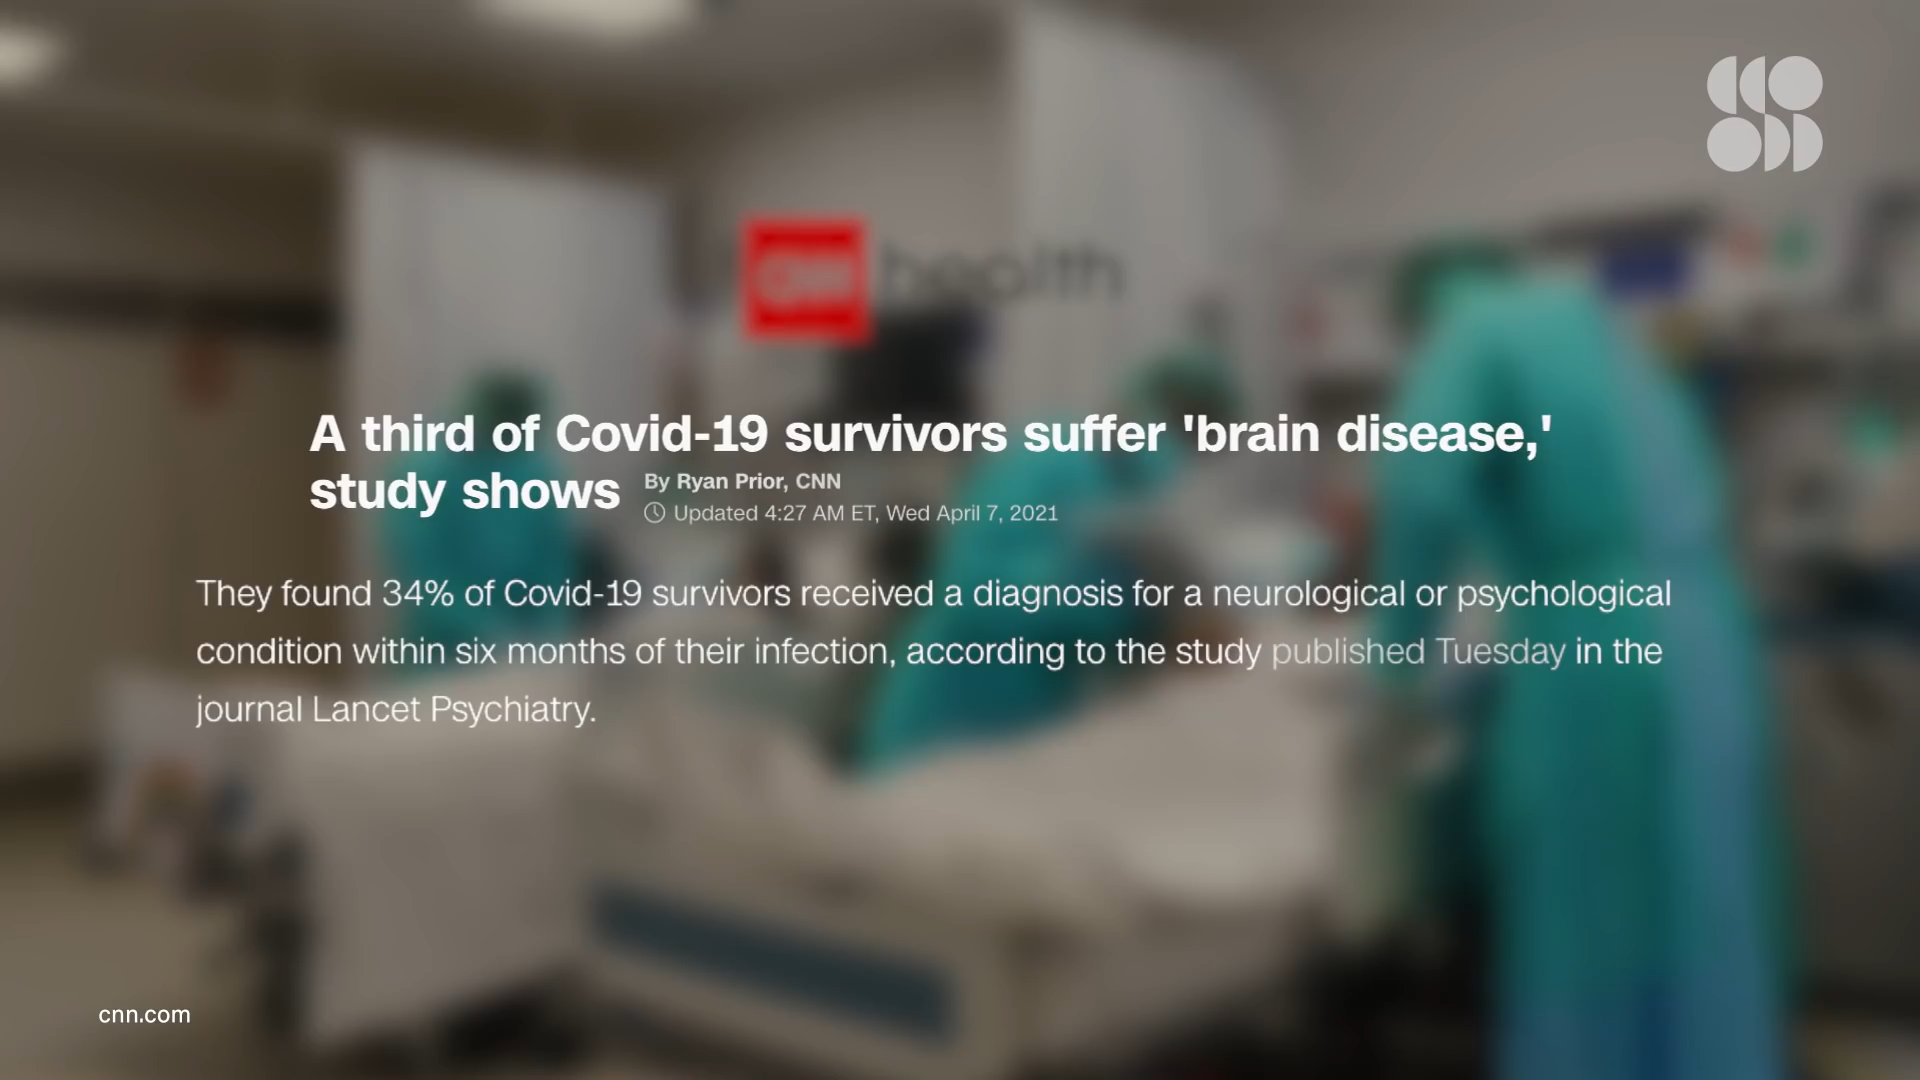 health
A third of Covid-19 survivors suffer 'brain disease,'
study shows
By Ryan Prior, CNN
Updated 4:27 AM ET, Wed April 7, 2021
They found 34% of Covid-19 survivors received a diagnosis for a neurological or psychological
condition within six months of their infection, according to the study published Tuesday in the
journal Lancet Psychiatry.
cnn.com